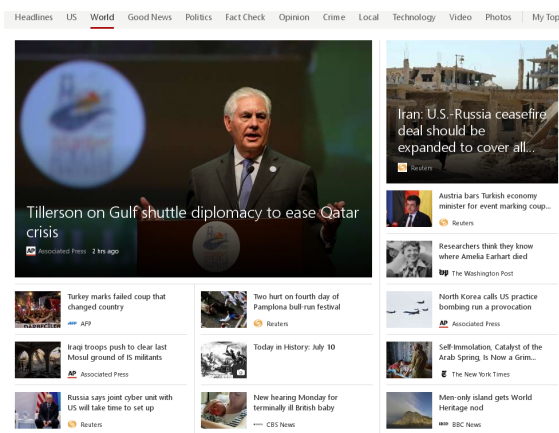 Headlines US World Good News Politics Fact Check Opinion Crime Local Technology Video Photos My Top
Tillerson on Gulf shuttle diplomacy to ease Qatar
crisis
AP Associated Press 2 hrs ago
Iran: U.S.-Russia ceasefire
deal should be
expanded to cover all...
Reuters
Austria bars Turkish economy
minister for event marking coup...
Reuters
Researchers think they know
where Amelia Earhart died
wp The Washington Post
North Korea calls US practice
bombing run a provocation
AP Associated Press
Self-Immolation, Catalyst of the
Arab Spring, Is Now a Grim...
The New York Times
Men-only island gets World
Heritage nod
BBC BBC News
Turkey marks failed coup that
changed country
AFP AFP
Iraqi troops push to clear last
Mosul ground of IS militants
AP Associated Press
Russia says joint cyber unit with
US will take time to set up
Reuters
Two hurt on fourth day of
Pamplona bull-run festival
Reuters
Today in History: July 10
New hearing Monday for
terminally ill British baby
CBS News